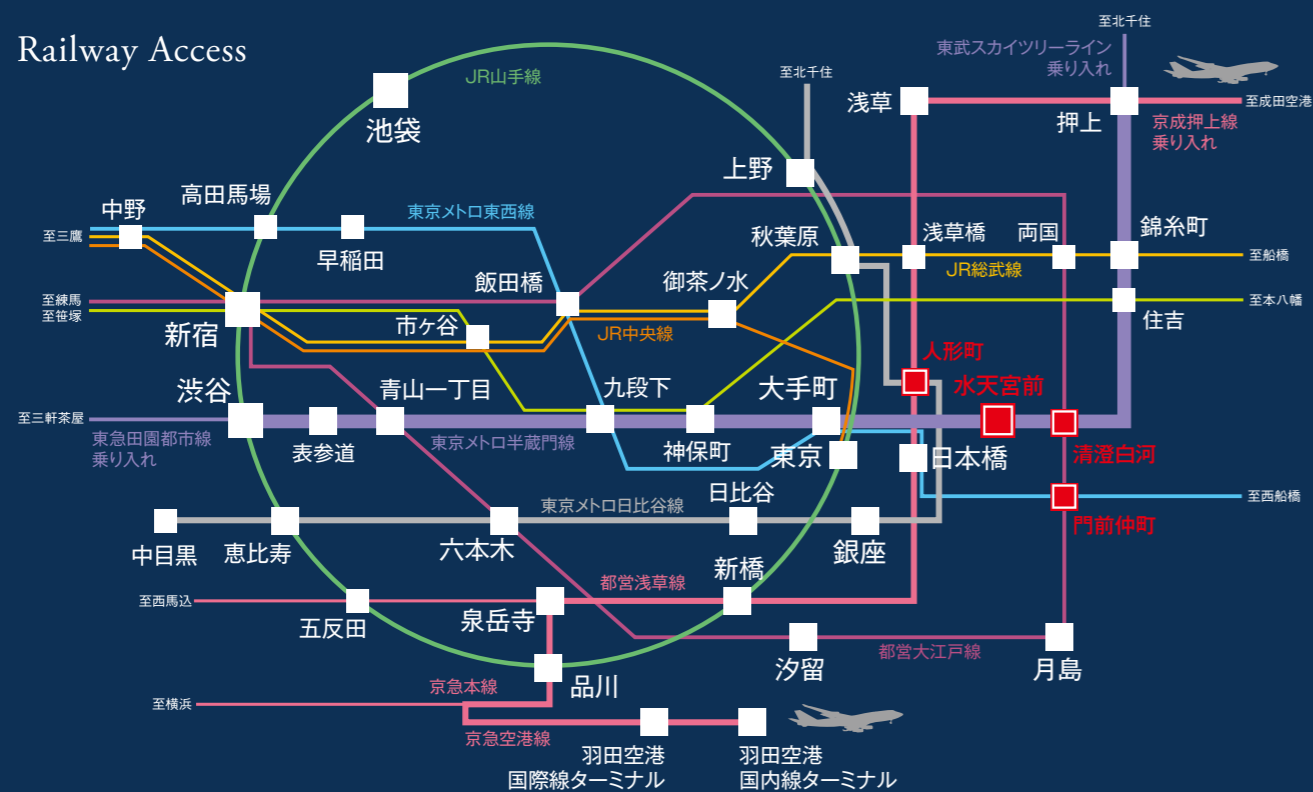 Railway Access
至北千住
東武スカイツリーライン
乗り入れ
JR山手線
至北千住
浅草
至成田空港
押上
京成押上線
乗り入れ
池袋
上野
高田馬場
中野
東京メトロ東西線
至三鷹
早稲田
秋葉原
浅草橋
両国
錦糸町
JR総武線
至船橋
飯田橋
御茶ノ水
至練馬
至笹塚
至本八幡
新宿
市ヶ谷
JR中央線
住吉
人形町
渋谷
青山一丁目
九段下
大手町
水天宮前
至三軒茶屋
東急田園都市線
乗り入れ
表参道
東京メトロ半蔵門線
神保町
東京
日本橋
清澄白河
日比谷
東京メトロ日比谷線
至西船橋
門前仲町
中目黒
恵比寿
六本木
銀座
新橋
都営浅草線
至西馬込
五反田
泉岳寺
汐留
都営大江戸線
月島
品川
京急本線
至横浜
京急空港線
羽田空港
国際線ターミナル
羽田空港
国内線ターミナル